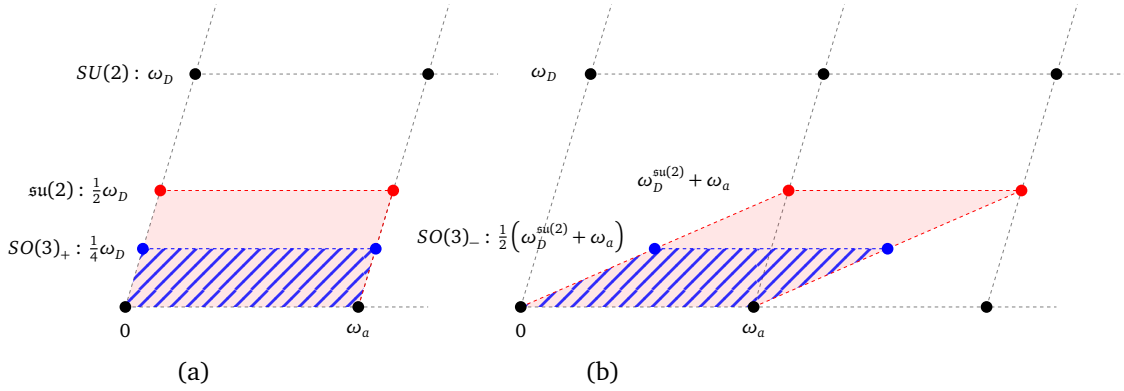 SU(2): ω_D
𝔰𝔲(2): ½ω_D
SO(3)₊: ¼ω_D
0
ω_a
(a)
ω_D
ω_D^{𝔰𝔲(2)} + ω_a
SO(3)₋: ½(ω_D^{𝔰𝔲(2)} + ω_a)
0
ω_a
(b)